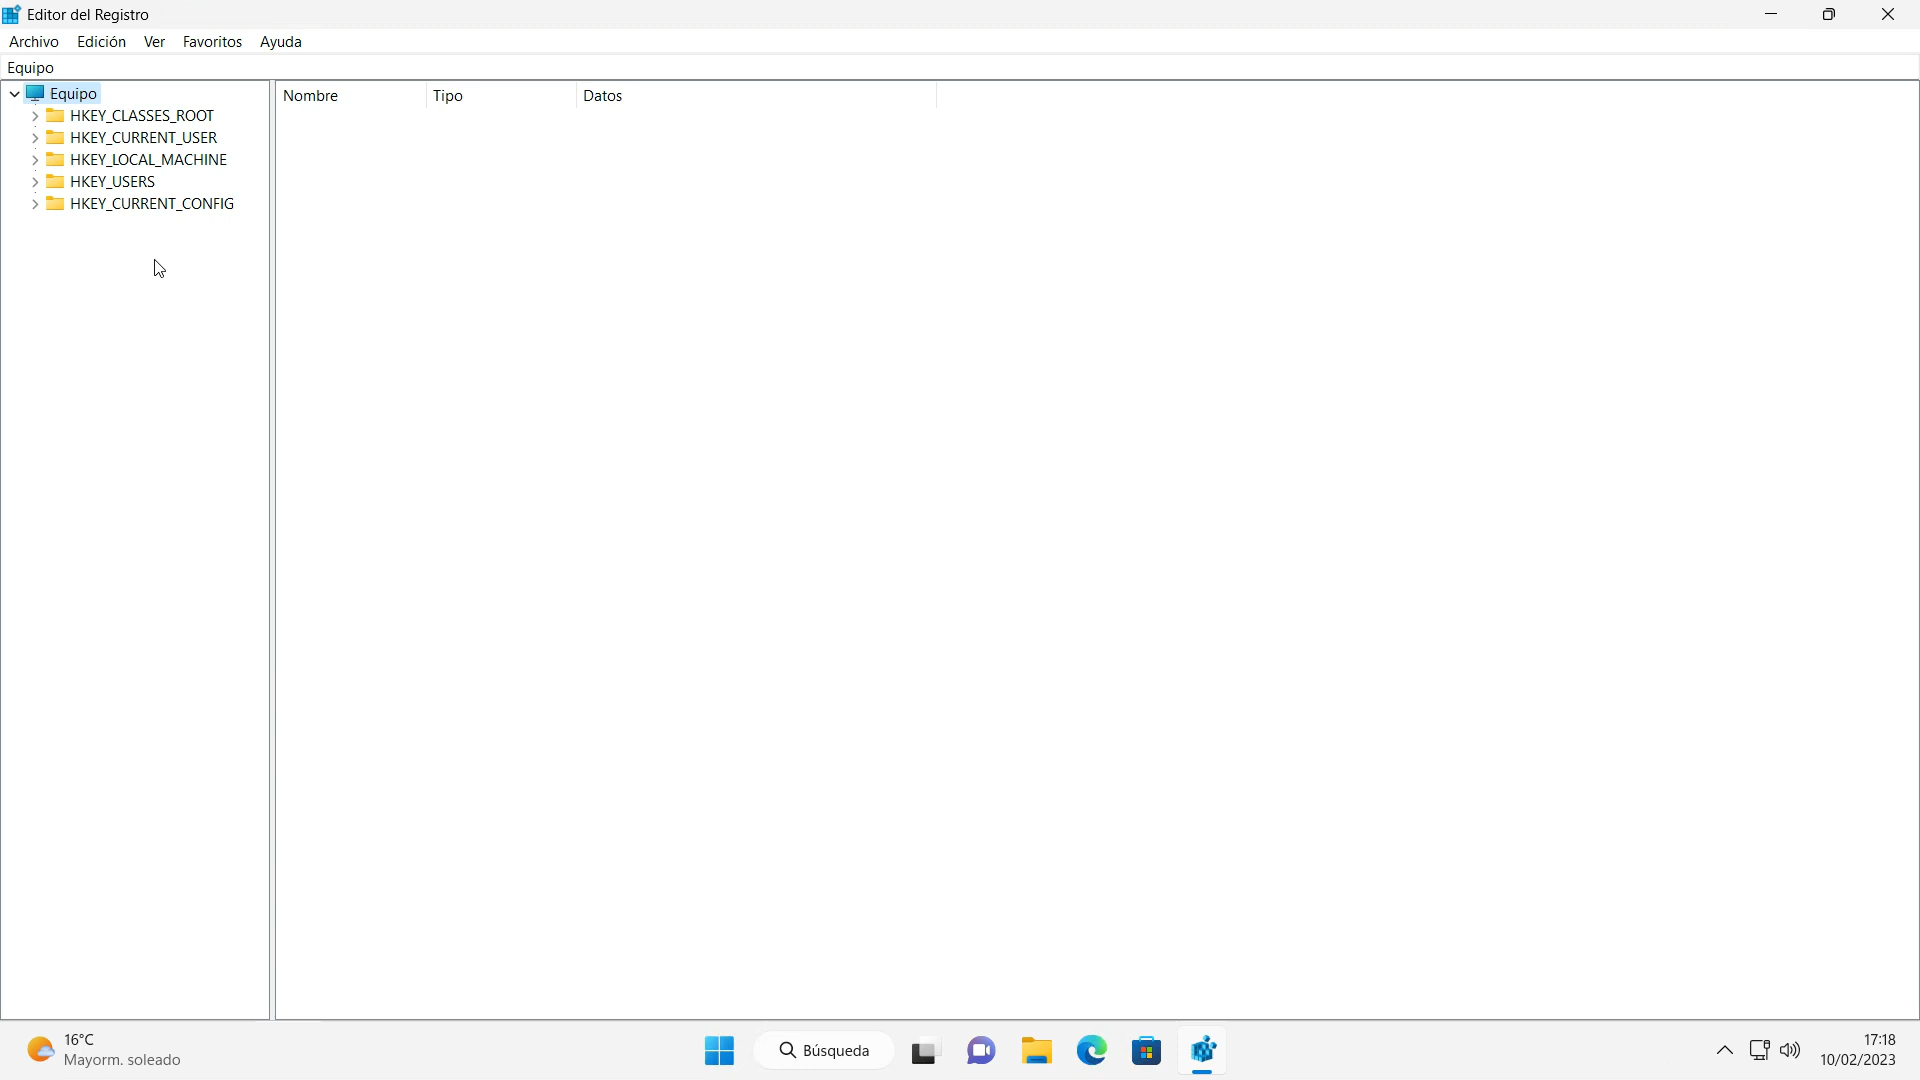 Editor del Registro
Archivo Edición Ver Favoritos Ayuda
Equipo
Equipo
HKEY_CLASSES_ROOT
HKEY_CURRENT_USER
HKEY_LOCAL_MACHINE
HKEY_USERS
HKEY_CURRENT_CONFIG
Nombre Tipo Datos
16°C
Mayorm. soleado
Búsqueda
17:18
10/02/2023